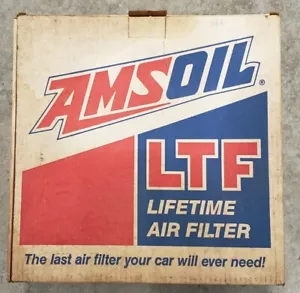 AMSOIL®
LTF
LIFETIME
AIR FILTER
The last air filter your car will ever need!